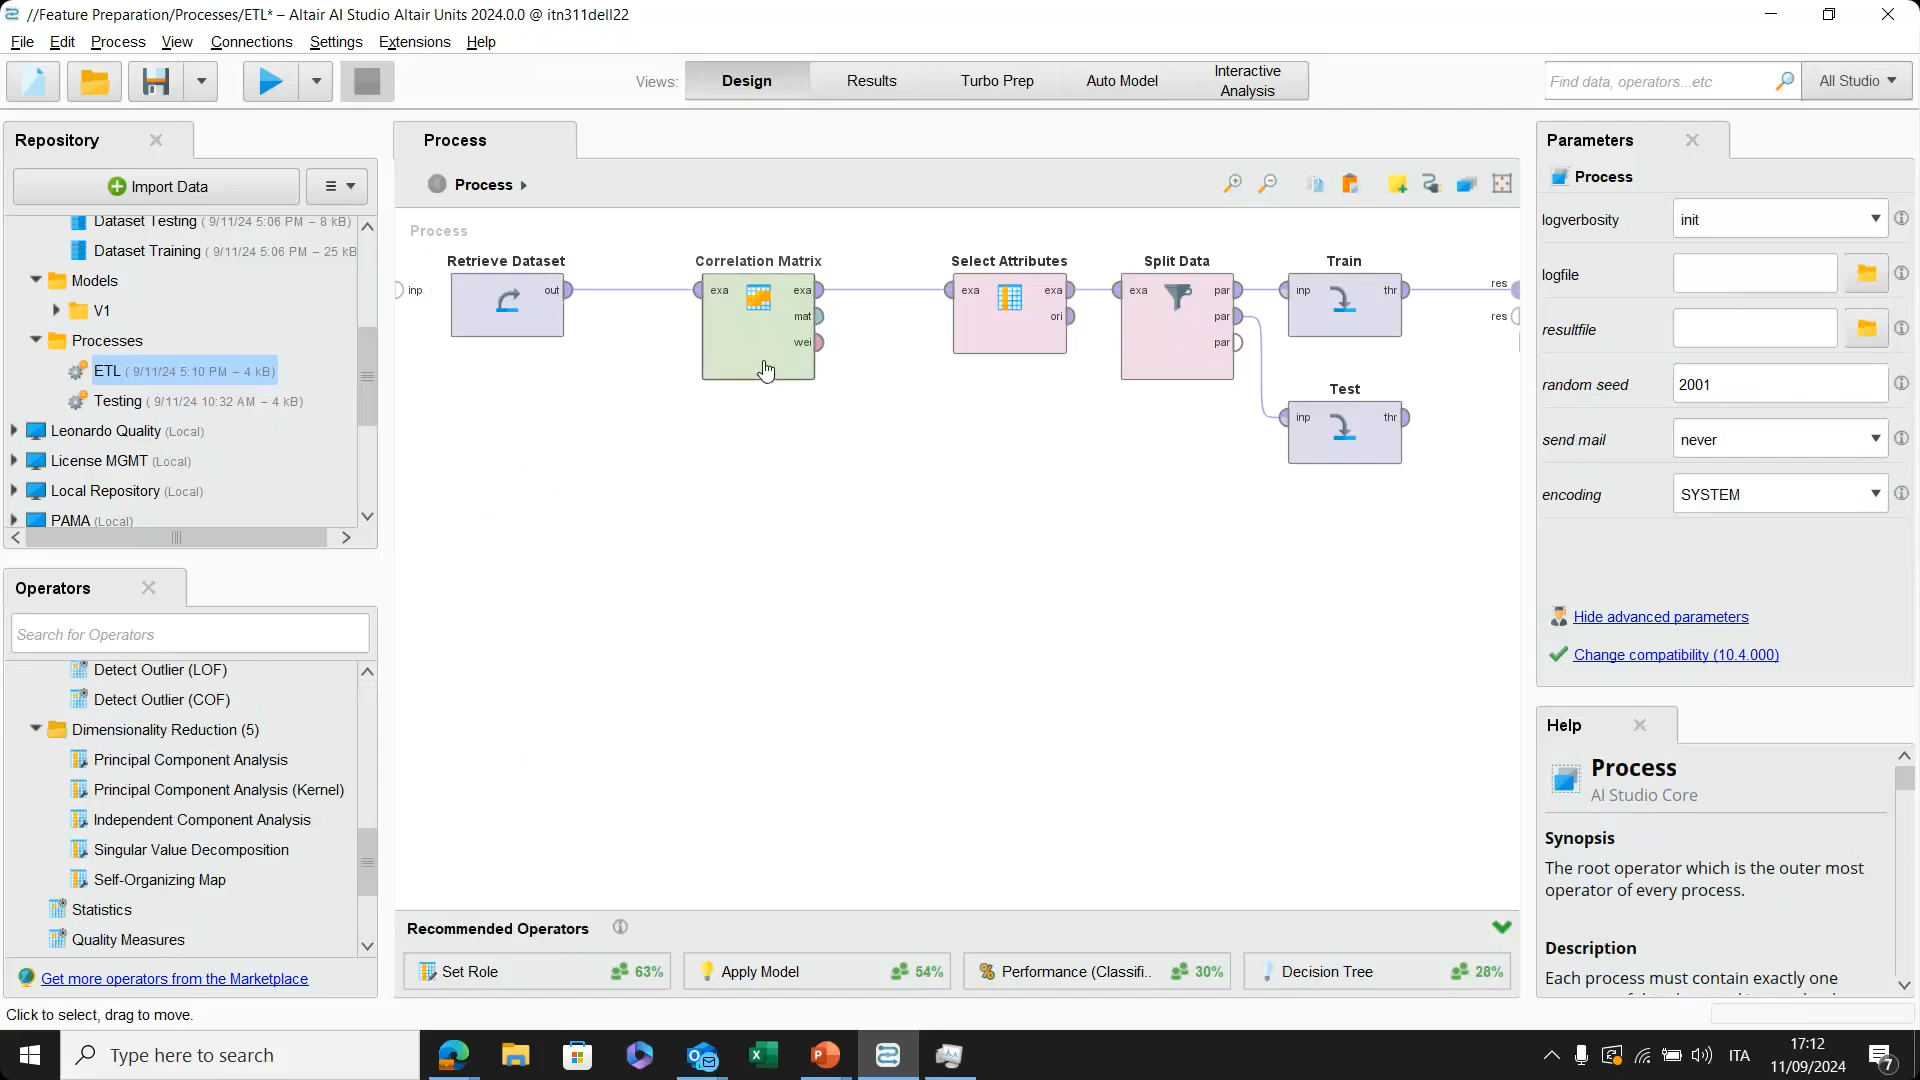 //Feature Preparation/Processes/ETL* – Altair AI Studio Altair Units 2024.0.0 @ itn311dell22
File Edit Process View Connections Settings Extensions Help
Views: Design Results Turbo Prep Auto Model Interactive Analysis
Find data, operators...etc
All Studio
Repository
Import Data
Dataset Testing ( 9/11/24 5:06 PM – 8 kB)
Dataset Training ( 9/11/24 5:06 PM – 25 kB
Models
V1
Processes
ETL ( 9/11/24 5:10 PM – 4 kB)
Testing ( 9/11/24 10:32 AM – 4 kB)
Leonardo Quality (Local)
License MGMT (Local)
Local Repository (Local)
PAMA (Local)
Operators
Search for Operators
Detect Outlier (LOF)
Detect Outlier (COF)
Dimensionality Reduction (5)
Principal Component Analysis
Principal Component Analysis (Kernel)
Independent Component Analysis
Singular Value Decomposition
Self-Organizing Map
Statistics
Quality Measures
Get more operators from the Marketplace
Process
Process
Process
inp
Retrieve Dataset
out
Correlation Matrix
exa exa
mat
wei
Select Attributes
exa exa
ori
Split Data
exa par
par
par
Train
inp thr
Test
inp thr
res
res
Recommended Operators
Set Role 63%
Apply Model 54%
Performance (Classifi.. 30%
Decision Tree 28%
Parameters
Process
logverbosity init
logfile
resultfile
random seed 2001
send mail never
encoding SYSTEM
Hide advanced parameters
Change compatibility (10.4.000)
Help
Process
AI Studio Core
Synopsis
The root operator which is the outer most
operator of every process.
Description
Each process must contain exactly one
Click to select, drag to move.
Type here to search
ITA
17:12
11/09/2024
7